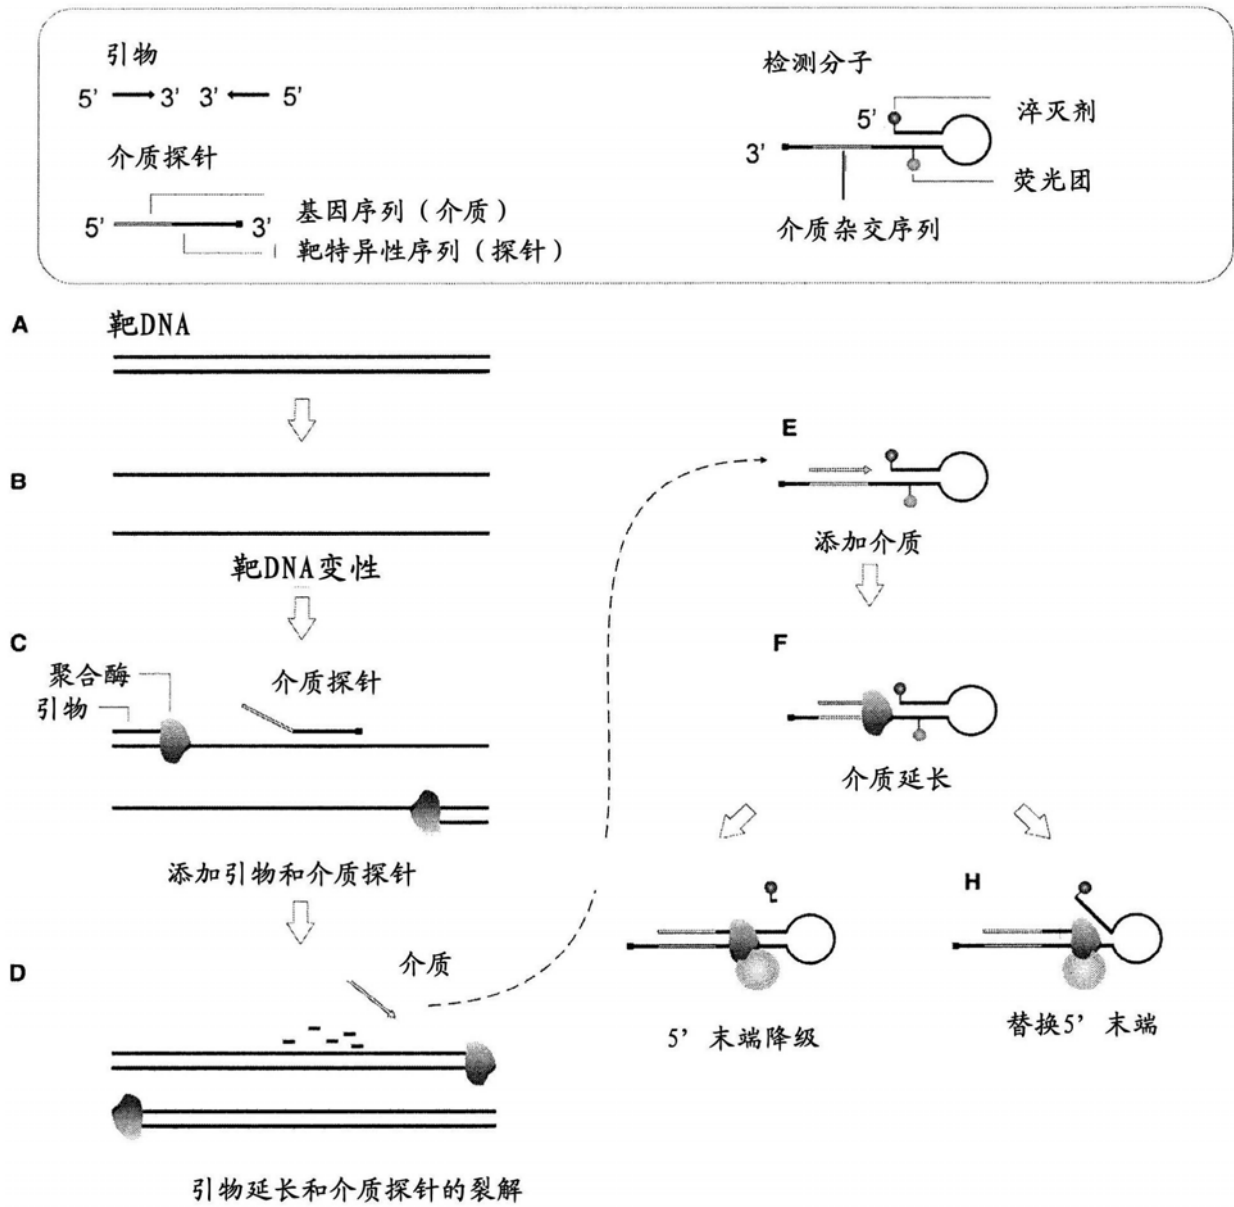 引物
5' 3' 3' 5'
介质探针
5' 3'
基因序列（介质）
靶特异性序列（探针）
检测分子
5'
淬灭剂
3'
荧光团
介质杂交序列
A
靶DNA
B
靶DNA变性
C
聚合酶
引物
介质探针
添加引物和介质探针
D
介质
引物延长和介质探针的裂解
E
添加介质
F
介质延长
5' 末端降级
H
替换5' 末端